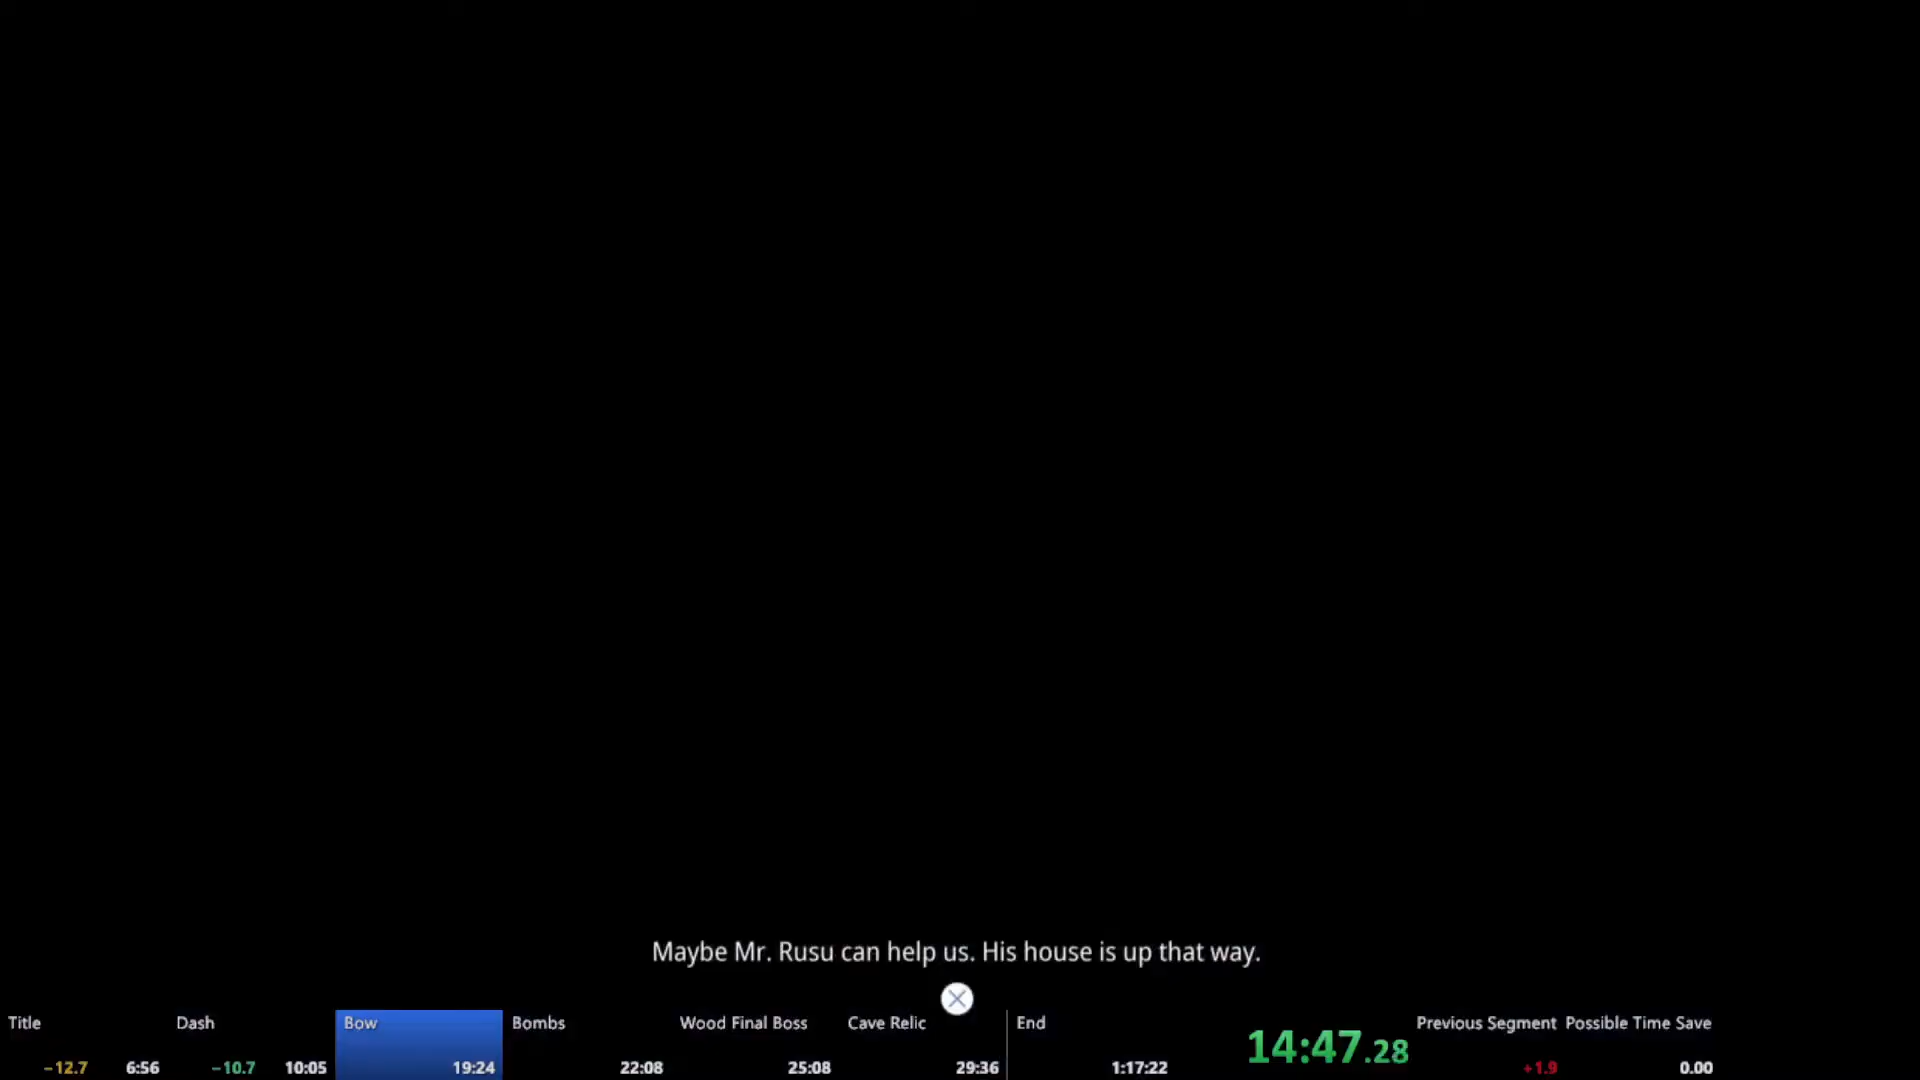 Maybe Mr. Rusu can help us. His house is up that way.
Title Dash Bow Bombs Wood Final Boss Cave Relic End 14:47.28 Previous Segment Possible Time Save
−12.7 6:56 −10.7 10:05 19:24 22:08 25:08 29:36 1:17:22 +1.9 0.00